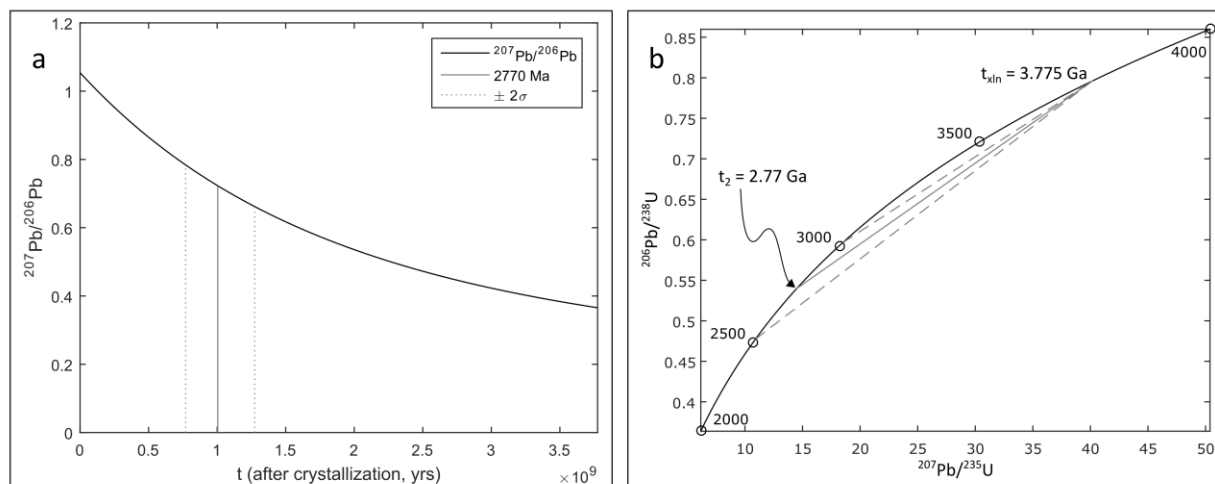 a
1.2
1
0.8
0.6
0.4
0.2
0
²⁰⁷Pb/²⁰⁶Pb
²⁰⁷Pb/²⁰⁶Pb
2770 Ma
± 2σ
0 0.5 1 1.5 2 2.5 3 3.5
× 10⁹
t (after crystallization, yrs)
b
0.85
0.8
0.75
0.7
0.65
0.6
0.55
0.5
0.45
0.4
²⁰⁶Pb/²³⁸U
4000
t_xln = 3.775 Ga
3500
t₂ = 2.77 Ga
3000
2500
2000
10 15 20 25 30 35 40 45 50
²⁰⁷Pb/²³⁵U